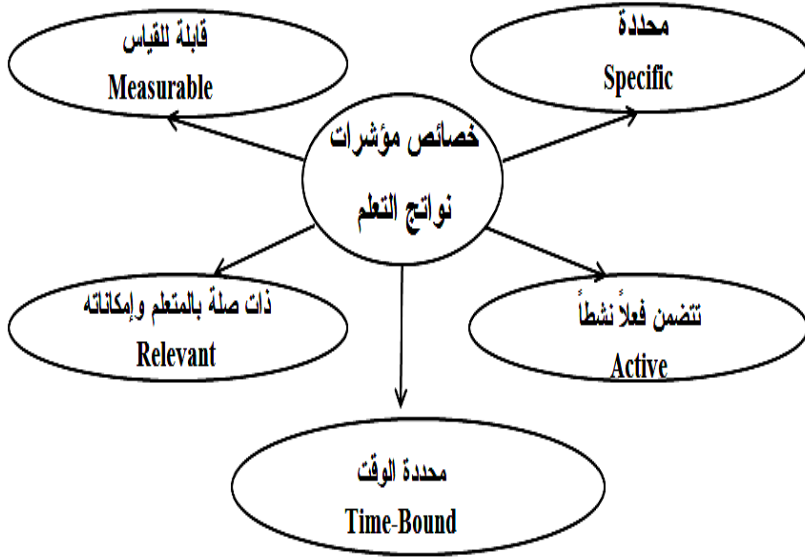 خصائص مؤشرات
نواتج التعلم
محددة
Specific
قابلة للقياس
Measurable
تتضمن فعلاً نشطاً
Active
ذات صلة بالمتعلم وإمكاناته
Relevant
محددة الوقت
Time-Bound